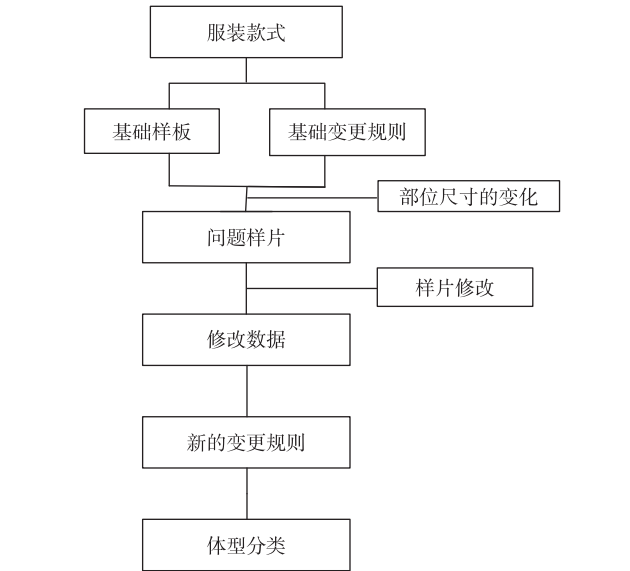 服装款式
基础样板
基础变更规则
部位尺寸的变化
问题样片
样片修改
修改数据
新的变更规则
体型分类